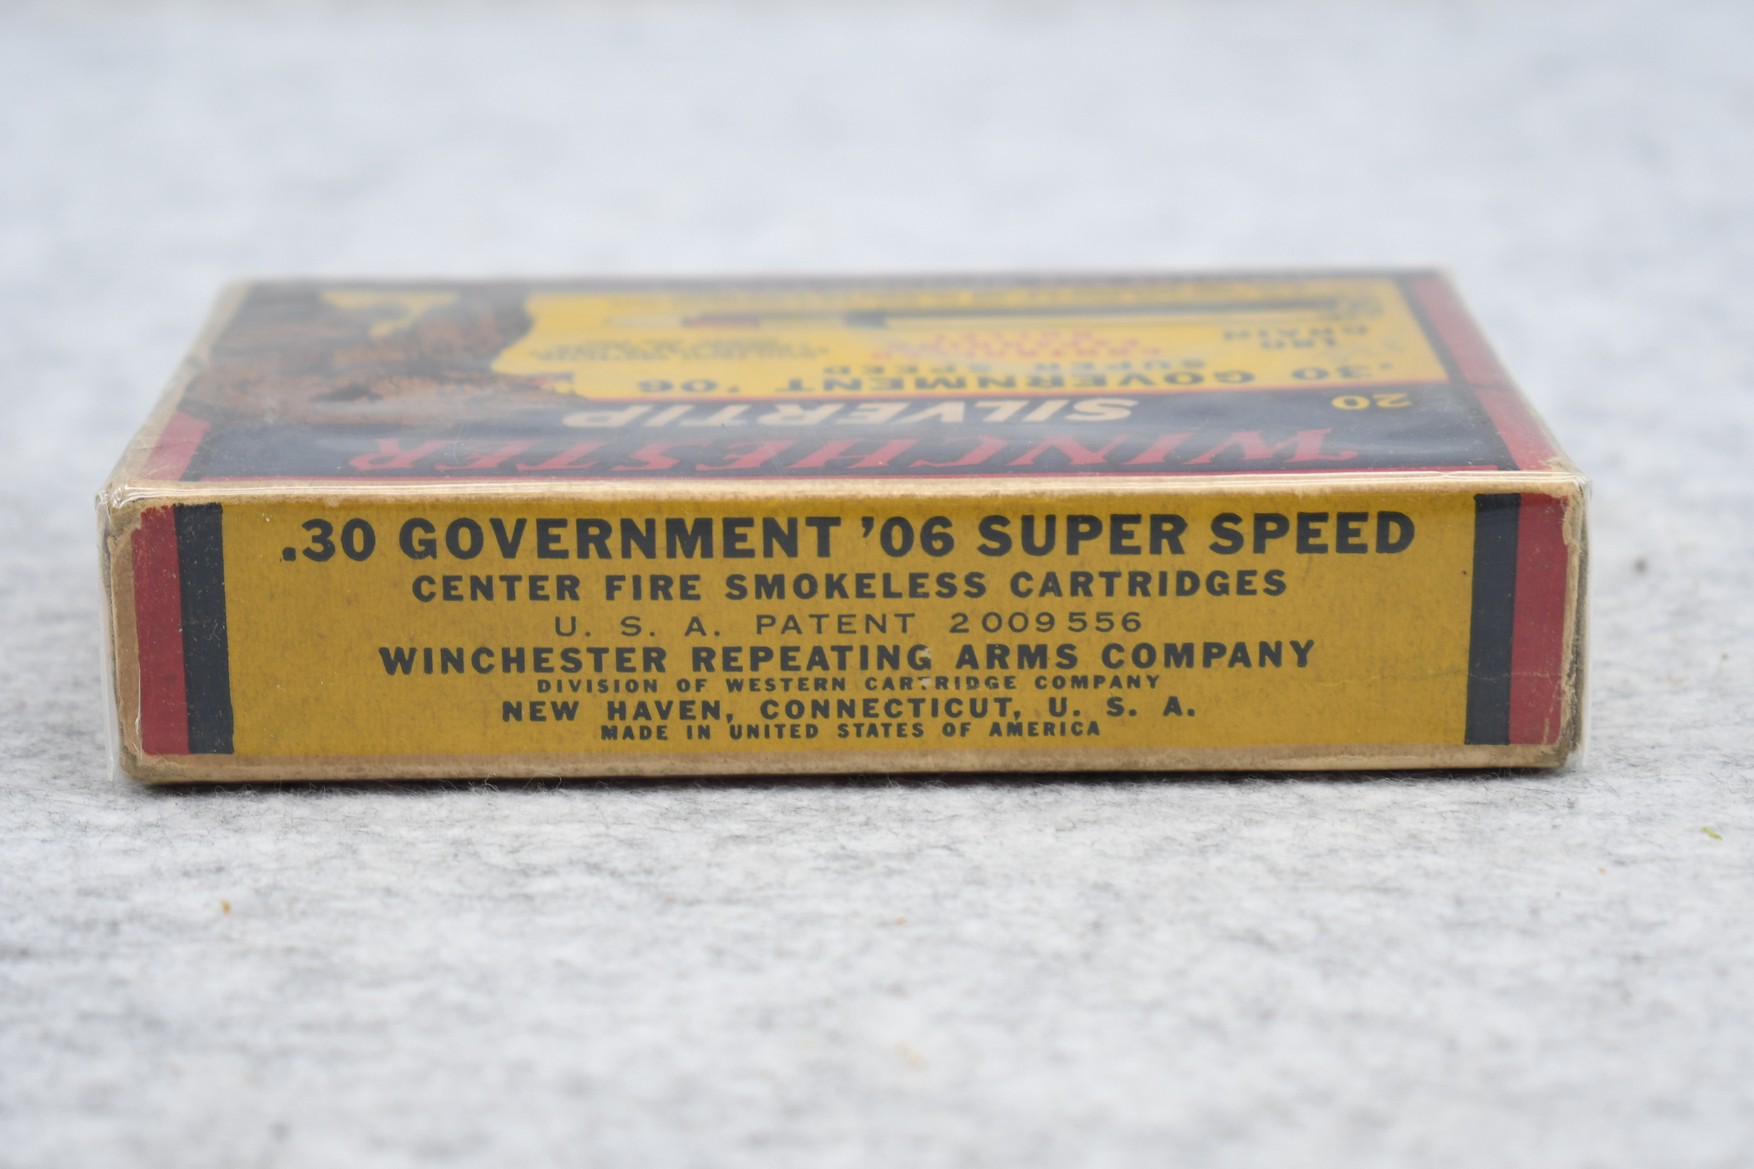 WINCHESTER
SILVERTIP
20
.30 GOVERNMENT '06
SUPER-SPEED
180
GRAIN
.30 GOVERNMENT '06 SUPER SPEED
CENTER FIRE SMOKELESS CARTRIDGES
U. S. A. PATENT 2009556
WINCHESTER REPEATING ARMS COMPANY
DIVISION OF WESTERN CARTRIDGE COMPANY
NEW HAVEN, CONNECTICUT, U. S. A.
MADE IN UNITED STATES OF AMERICA